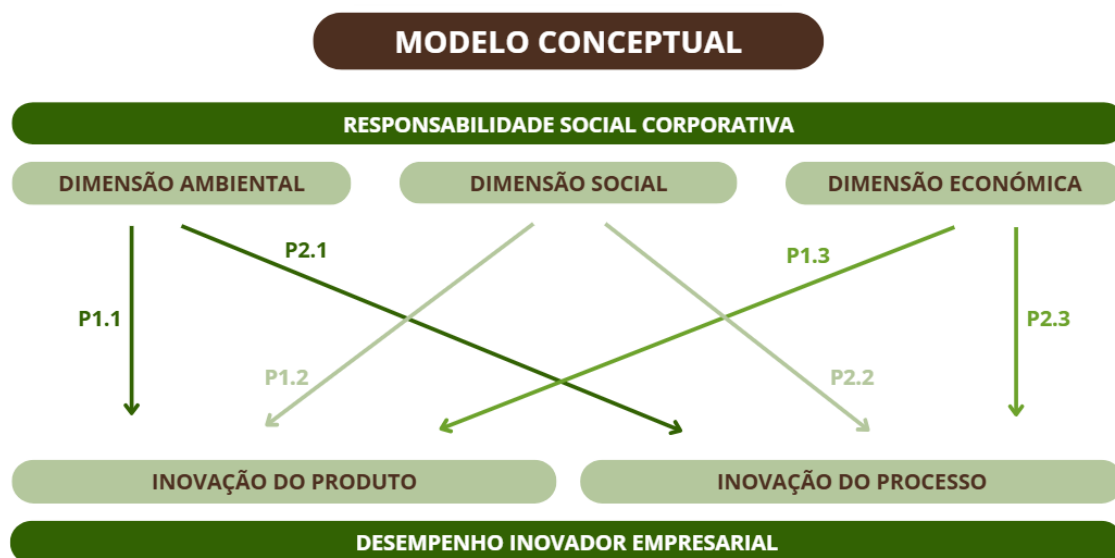 MODELO CONCEPTUAL
RESPONSABILIDADE SOCIAL CORPORATIVA
DIMENSÃO AMBIENTAL
DIMENSÃO SOCIAL
DIMENSÃO ECONÓMICA
P2.1
P1.3
P1.1
P2.3
P1.2
P2.2
INOVAÇÃO DO PRODUTO
INOVAÇÃO DO PROCESSO
DESEMPENHO INOVADOR EMPRESARIAL